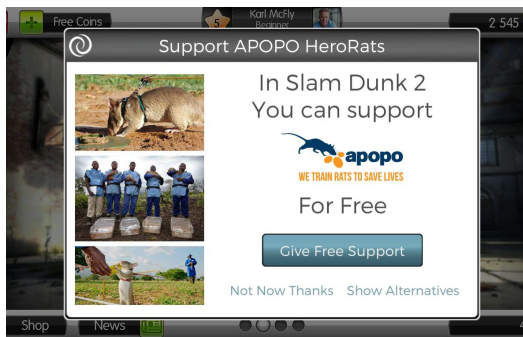 Free Coins
5
Karl McFly
Beginner
2 545
Support APOPO HeroRats
In Slam Dunk 2
You can support
apopo
WE TRAIN RATS TO SAVE LIVES
For Free
Give Free Support
Not Now Thanks
Show Alternatives
Shop
News